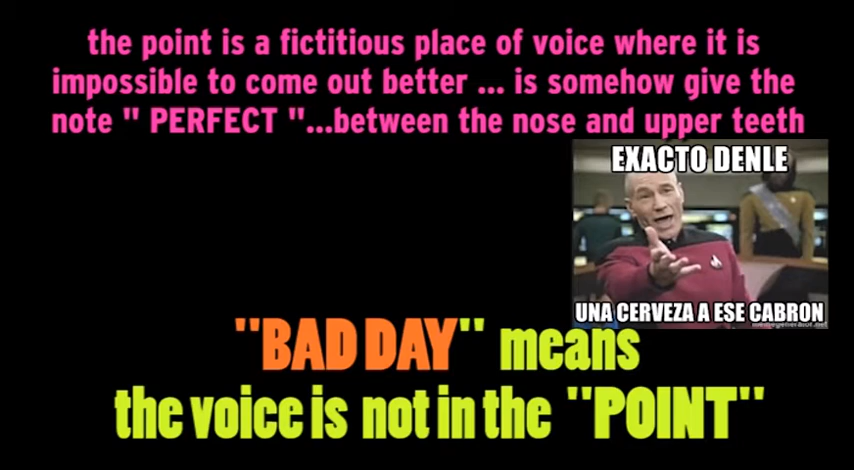 the point is a fictitious place of voice where it is
impossible to come out better ... is somehow give the
note " PERFECT "...between the nose and upper teeth
EXACTO DENLE
UNA CERVEZA A ESE CABRON
"BAD DAY" means
the voice is not in the "POINT"